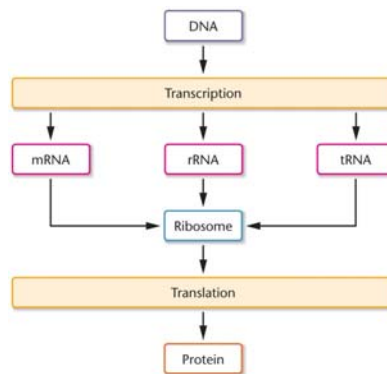 DNA
Transcription
mRNA rRNA tRNA
Ribosome
Translation
Protein